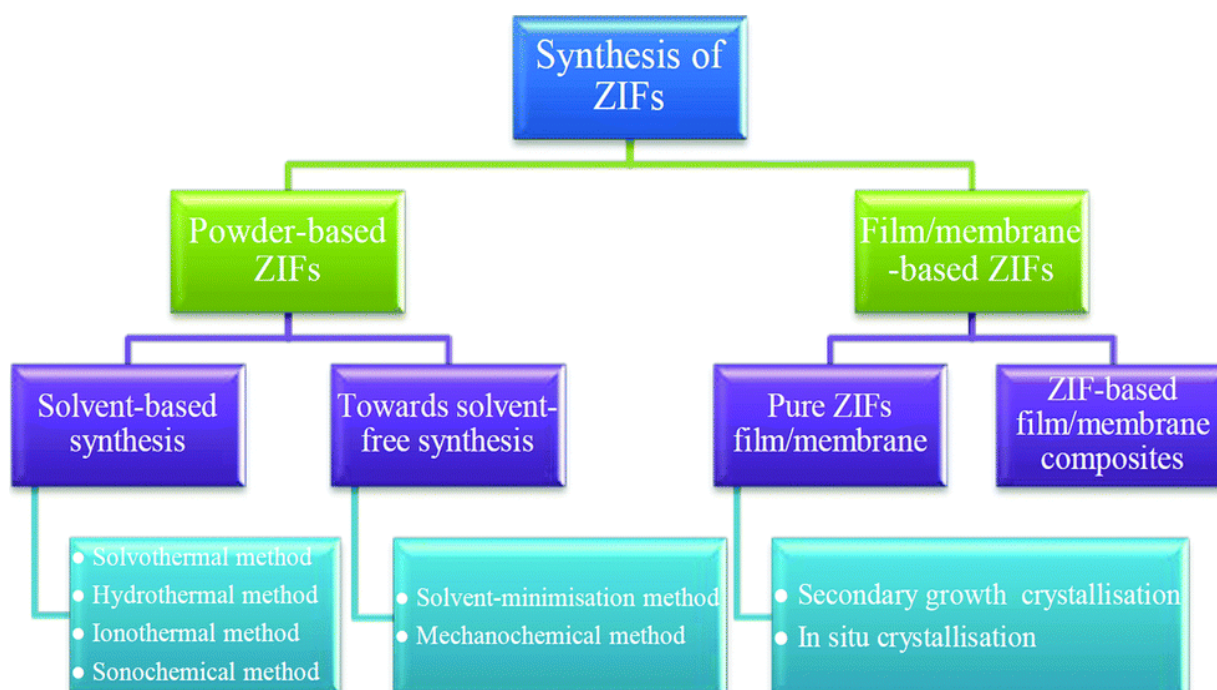 Synthesis of
ZIFs
Powder-based
ZIFs
Film/membrane
-based ZIFs
Solvent-based
synthesis
Towards solvent-
free synthesis
Pure ZIFs
film/membrane
ZIF-based
film/membrane
composites
• Solvothermal method
• Hydrothermal method
• Ionothermal method
• Sonochemical method
• Solvent-minimisation method
• Mechanochemical method
• Secondary growth crystallisation
• In situ crystallisation